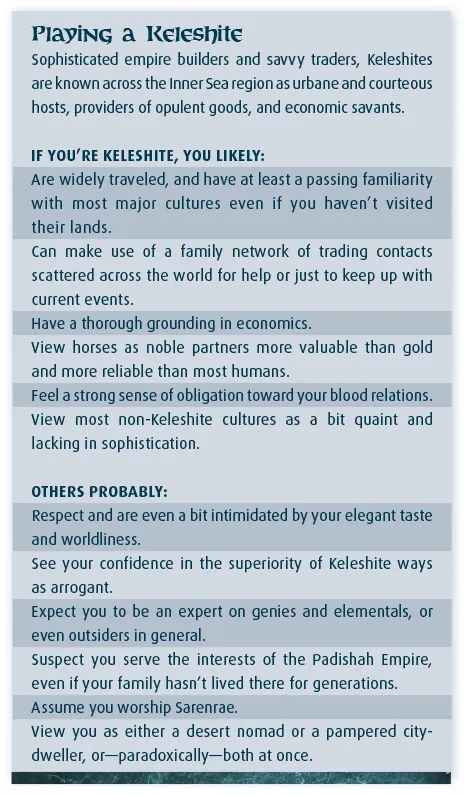 Playing a Keleshite
Sophisticated empire builders and savvy traders, Keleshites
are known across the Inner Sea region as urbane and courteous
hosts, providers of opulent goods, and economic savants.
IF YOU'RE KELESHITE, YOU LIKELY:
Are widely traveled, and have at least a passing familiarity
with most major cultures even if you haven't visited
their lands.
Can make use of a family network of trading contacts
scattered across the world for help or just to keep up with
current events.
Have a thorough grounding in economics.
View horses as noble partners more valuable than gold
and more reliable than most humans.
Feel a strong sense of obligation toward your blood relations.
View most non-Keleshite cultures as a bit quaint and
lacking in sophistication.
OTHERS PROBABLY:
Respect and are even a bit intimidated by your elegant taste
and worldliness.
See your confidence in the superiority of Keleshite ways
as arrogant.
Expect you to be an expert on genies and elementals, or
even outsiders in general.
Suspect you serve the interests of the Padishah Empire,
even if your family hasn't lived there for generations.
Assume you worship Sarenrae.
View you as either a desert nomad or a pampered city-
dweller, or—paradoxically—both at once.